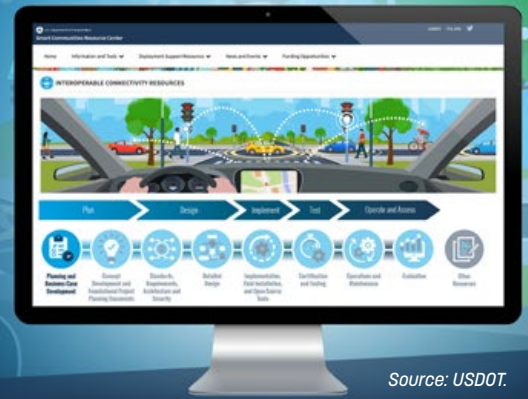 U.S. Department of Transportation
Smart Communities Resource Center
Home Information and Tools Deployment Support Resources News and Events Funding Opportunities
INTEROPERABLE CONNECTIVITY RESOURCES
Plan Design Implement Test Operate and Assess
Planning and Business Case Development
Concept Development and Foundational Project Planning Documents
Standards, Requirements, Architecture and Security
Detailed Design
Implementation, Field Installation, and Open Source Tools
Certification and Testing
Operations and Maintenance
Evaluation
Other Resources
Source: USDOT.